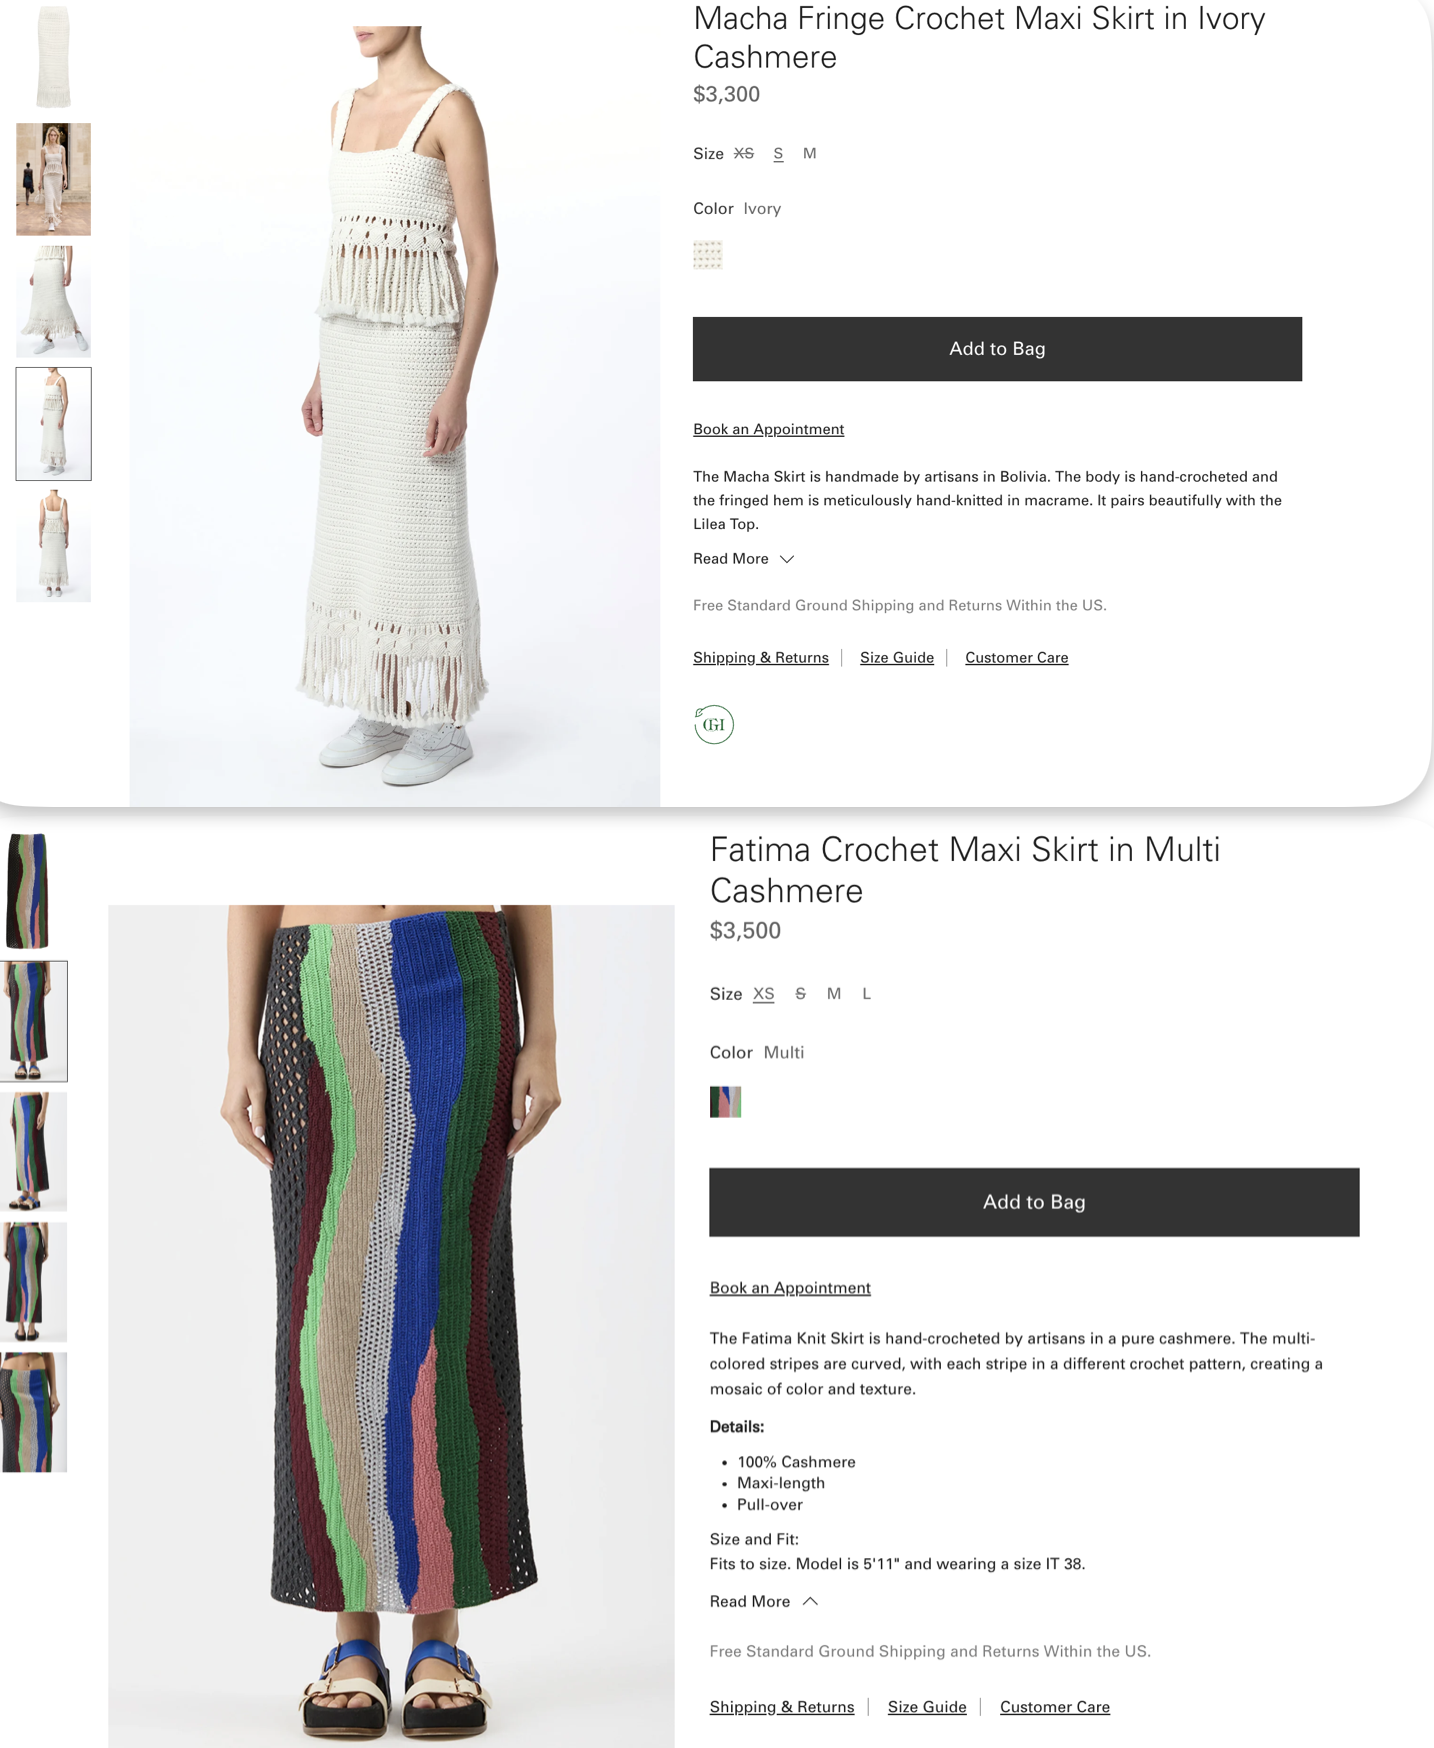 Macha Fringe Crochet Maxi Skirt in Ivory
Cashmere
$3,300
Size XS S M
Color Ivory
Add to Bag
Book an Appointment
The Macha Skirt is handmade by artisans in Bolivia. The body is hand-crocheted and
the fringed hem is meticulously hand-knitted in macrame. It pairs beautifully with the
Lilea Top.
Read More
Free Standard Ground Shipping and Returns Within the US.
Shipping & Returns | Size Guide | Customer Care
GH
Fatima Crochet Maxi Skirt in Multi
Cashmere
$3,500
Size XS S M L
Color Multi
Add to Bag
Book an Appointment
The Fatima Knit Skirt is hand-crocheted by artisans in a pure cashmere. The multi-
colored stripes are curved, with each stripe in a different crochet pattern, creating a
mosaic of color and texture.
Details:
• 100% Cashmere
• Maxi-length
• Pull-over
Size and Fit:
Fits to size. Model is 5'11" and wearing a size IT 38.
Read More
Free Standard Ground Shipping and Returns Within the US.
Shipping & Returns | Size Guide | Customer Care